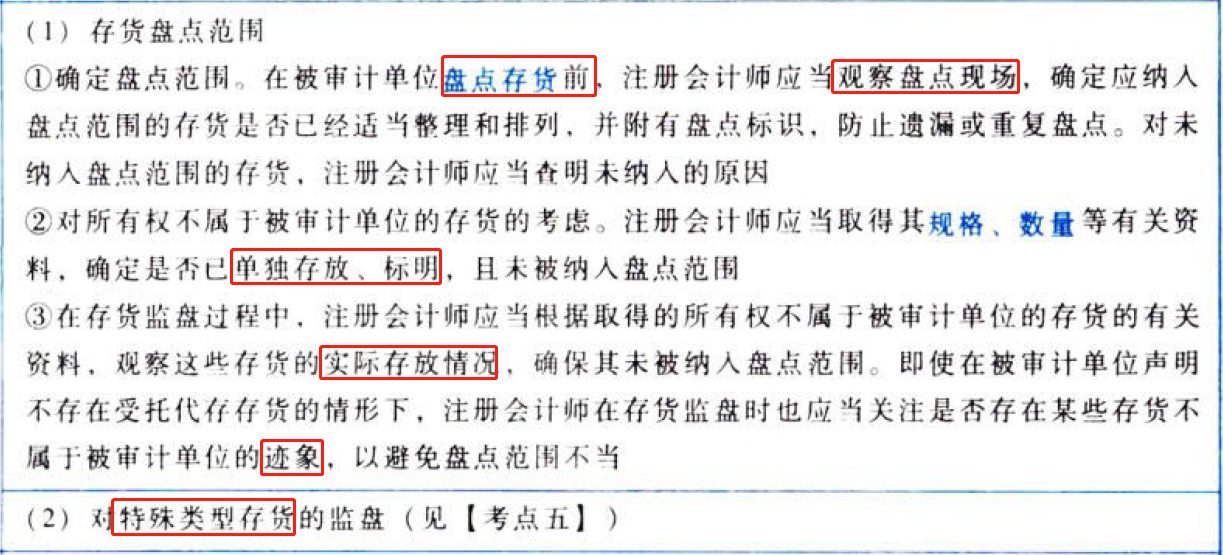 (1) 存货盘点范围
①确定盘点范围。在被审计单位盘点存货前，注册会计师应当观察盘点现场，确定应纳入
盘点范围的存货是否已经适当整理和排列，并附有盘点标识，防止遗漏或重复盘点。对未
纳入盘点范围的存货，注册会计师应当查明未纳入的原因
②对所有权不属于被审计单位的存货的考虑。注册会计师应当取得其规格、数量等有关资
料，确定是否已单独存放、标明，且未被纳入盘点范围
③在存货监盘过程中，注册会计师应当根据取得的所有权不属于被审计单位的存货的有关
资料，观察这些存货的实际存放情况，确保其未被纳入盘点范围。即使在被审计单位声明
不存在受托代存存货的情形下，注册会计师在存货监盘时也应当关注是否存在某些存货不
属于被审计单位的迹象，以避免盘点范围不当
(2) 对特殊类型存货的监盘（见【考点五】）